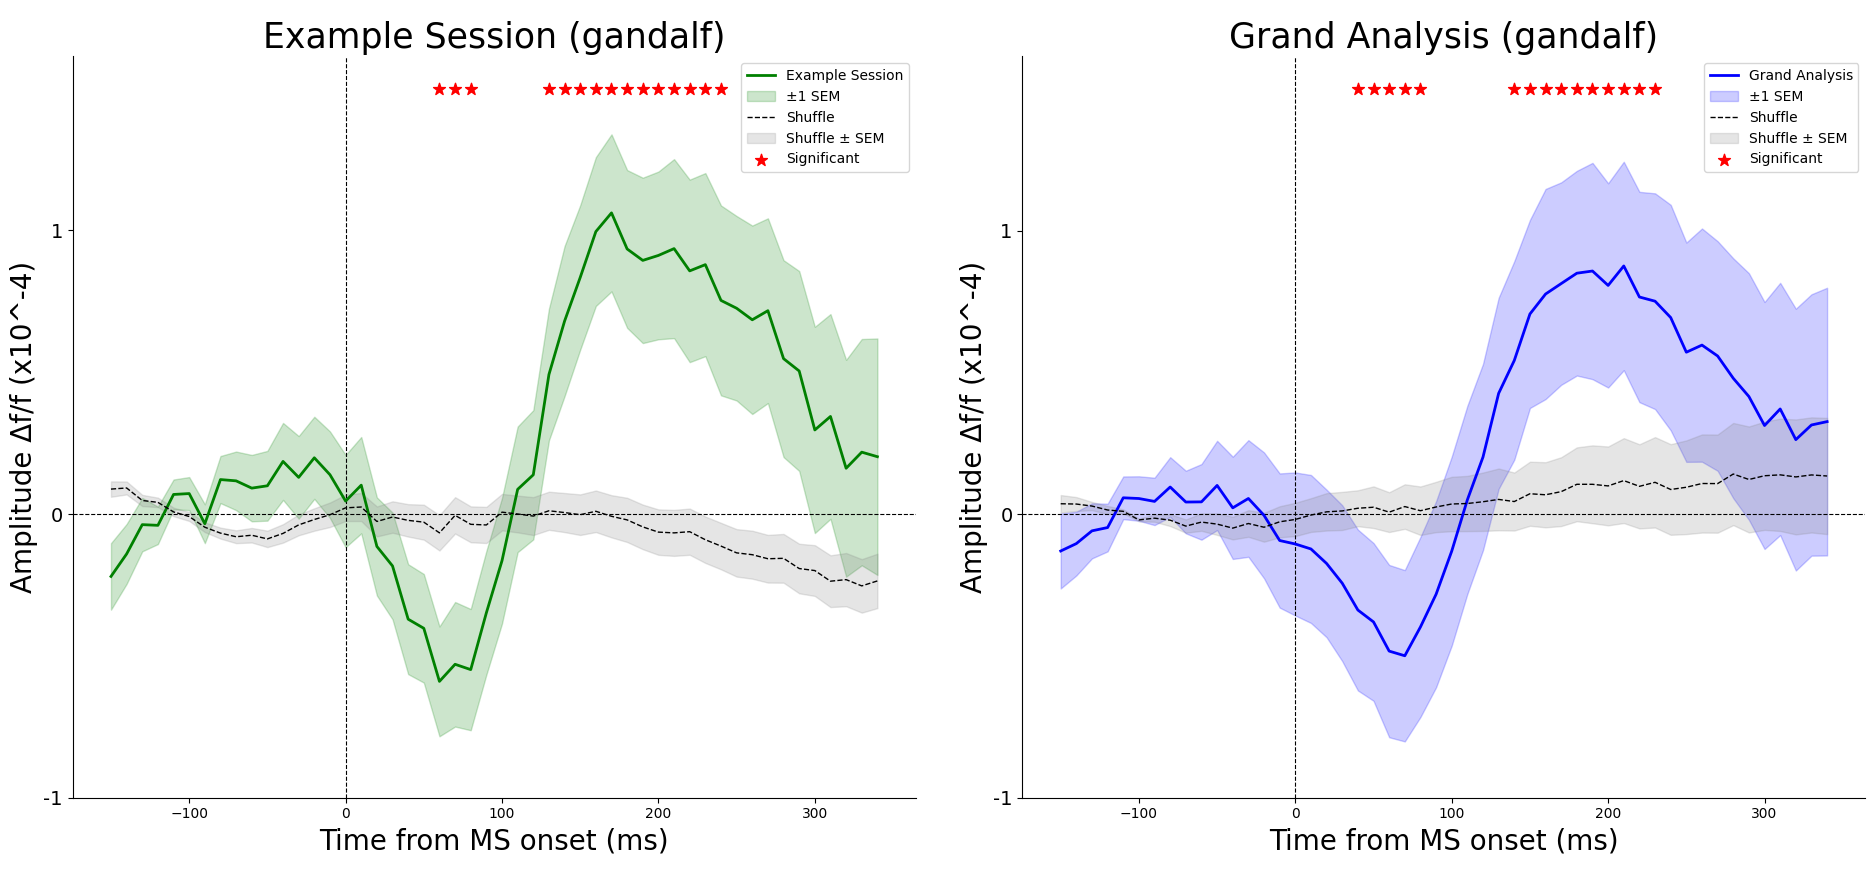 Example Session (gandalf)
Example Session
±1 SEM
Shuffle
Shuffle ± SEM
Significant
Amplitude Δf/f (x10^-4)
1
0
-1
−100
0
100
200
300
Time from MS onset (ms)
Grand Analysis (gandalf)
Grand Analysis
±1 SEM
Shuffle
Shuffle ± SEM
Significant
Amplitude Δf/f (x10^-4)
1
0
-1
−100
0
100
200
300
Time from MS onset (ms)